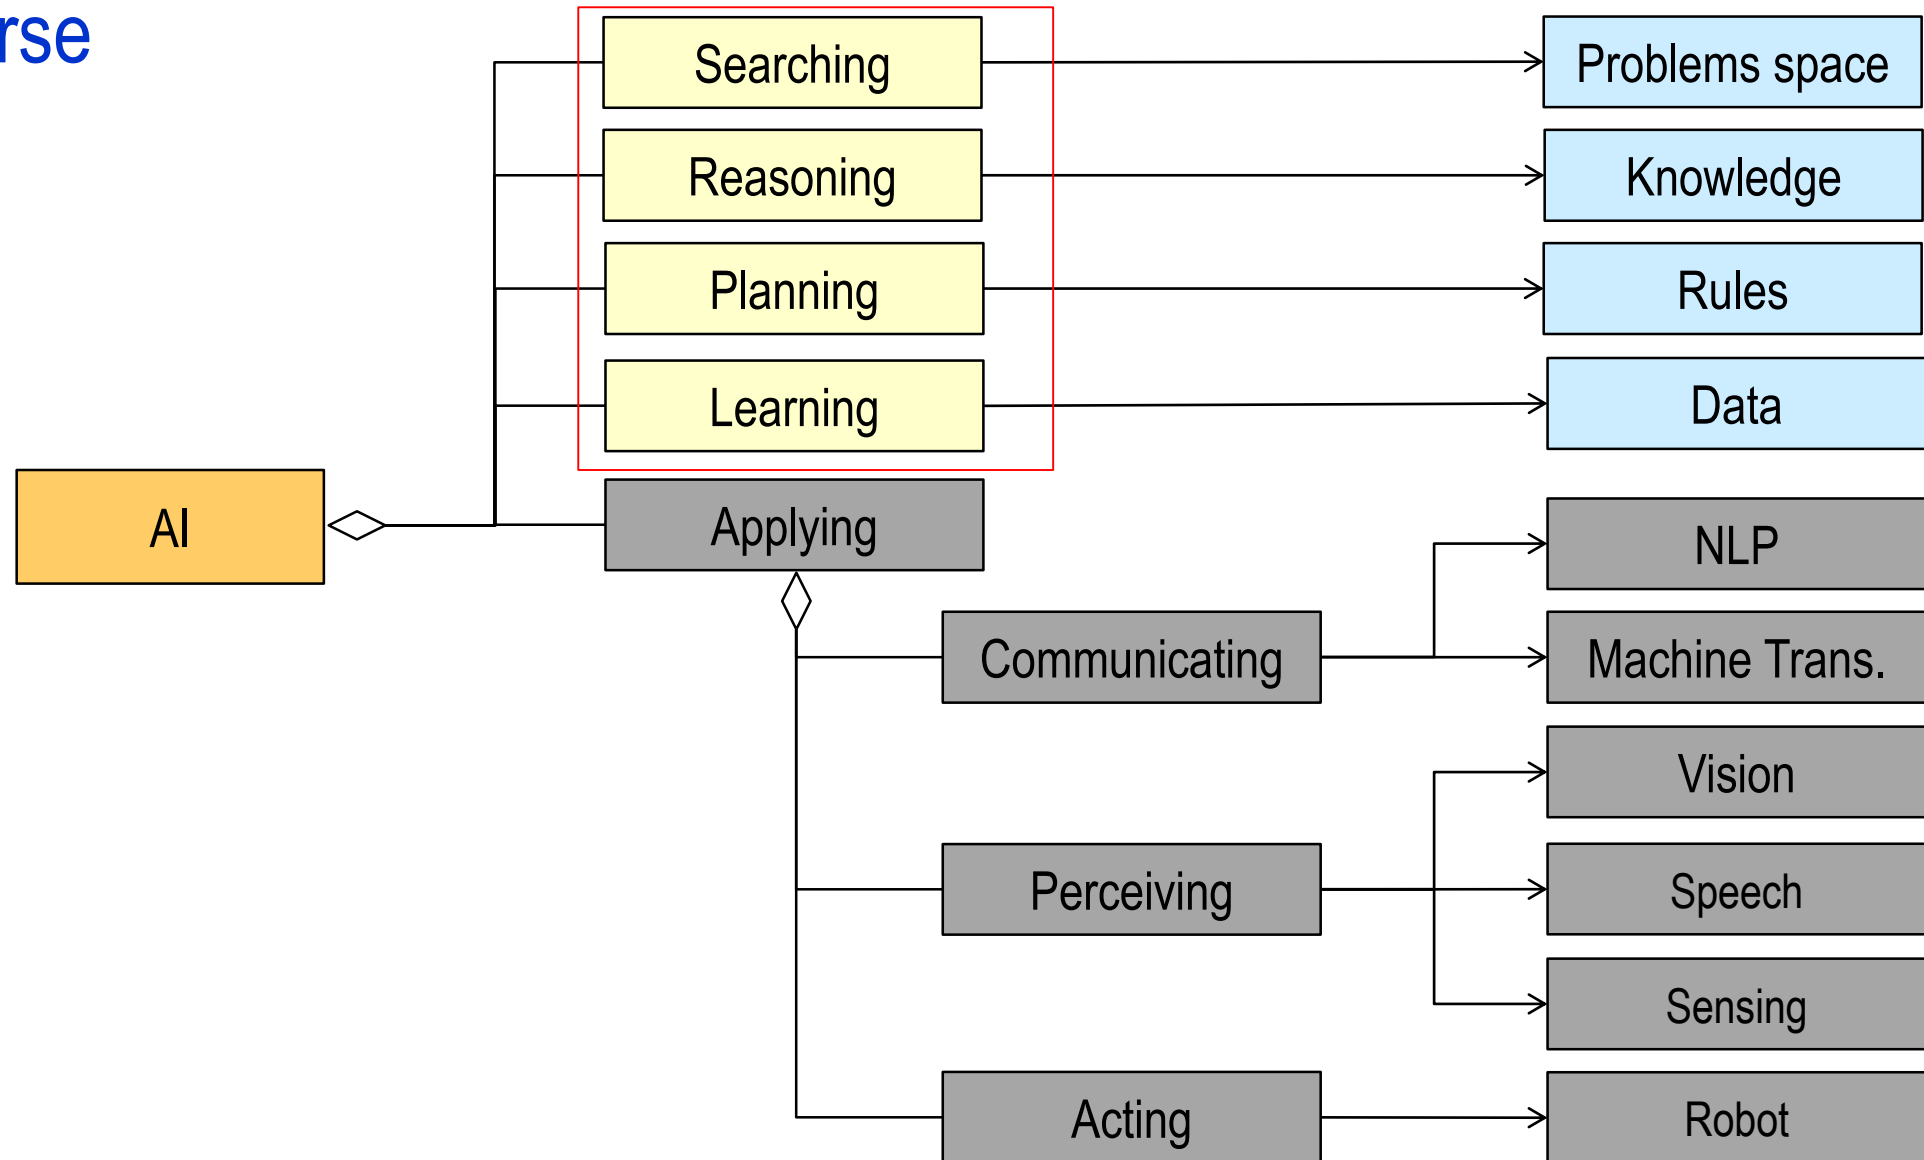 rse
Searching
Problems space
Reasoning
Knowledge
Planning
Rules
Learning
Data
AI
Applying
NLP
Communicating
Machine Trans.
Vision
Perceiving
Speech
Sensing
Acting
Robot